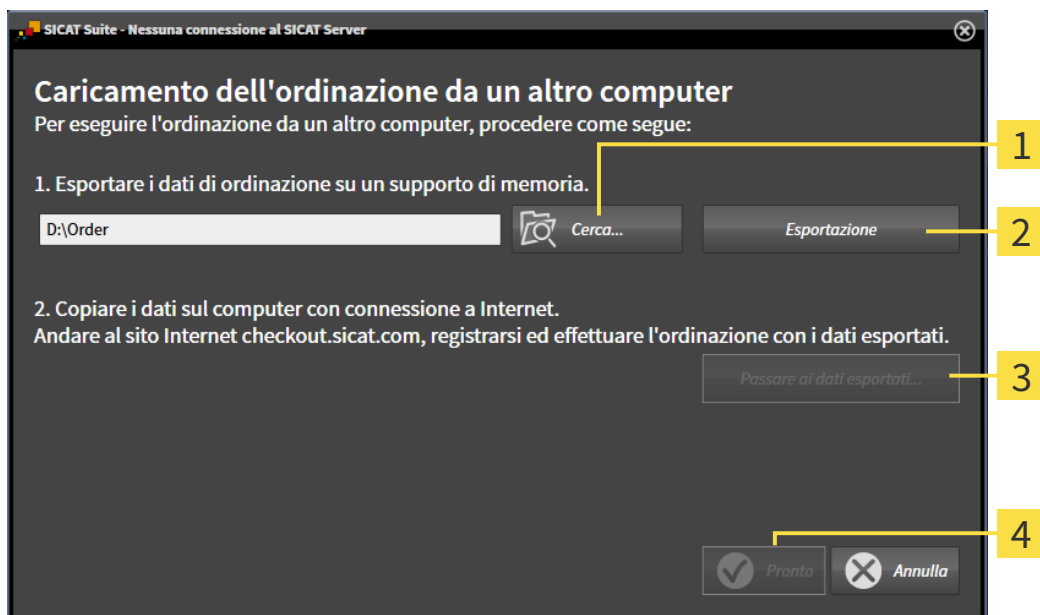 SICAT Suite - Nessuna connessione al SICAT Server
Caricamento dell'ordinazione da un altro computer
Per eseguire l'ordinazione da un altro computer, procedere come segue:
1
1. Esportare i dati di ordinazione su un supporto di memoria.
D:\Order
Cerca...
Esportazione
2
2. Copiare i dati sul computer con connessione a Internet.
Andare al sito Internet checkout.sicat.com, registrarsi ed effettuare l'ordinazione con i dati esportati.
Passare ai dati esportati...
3
4
Pronto
Annulla